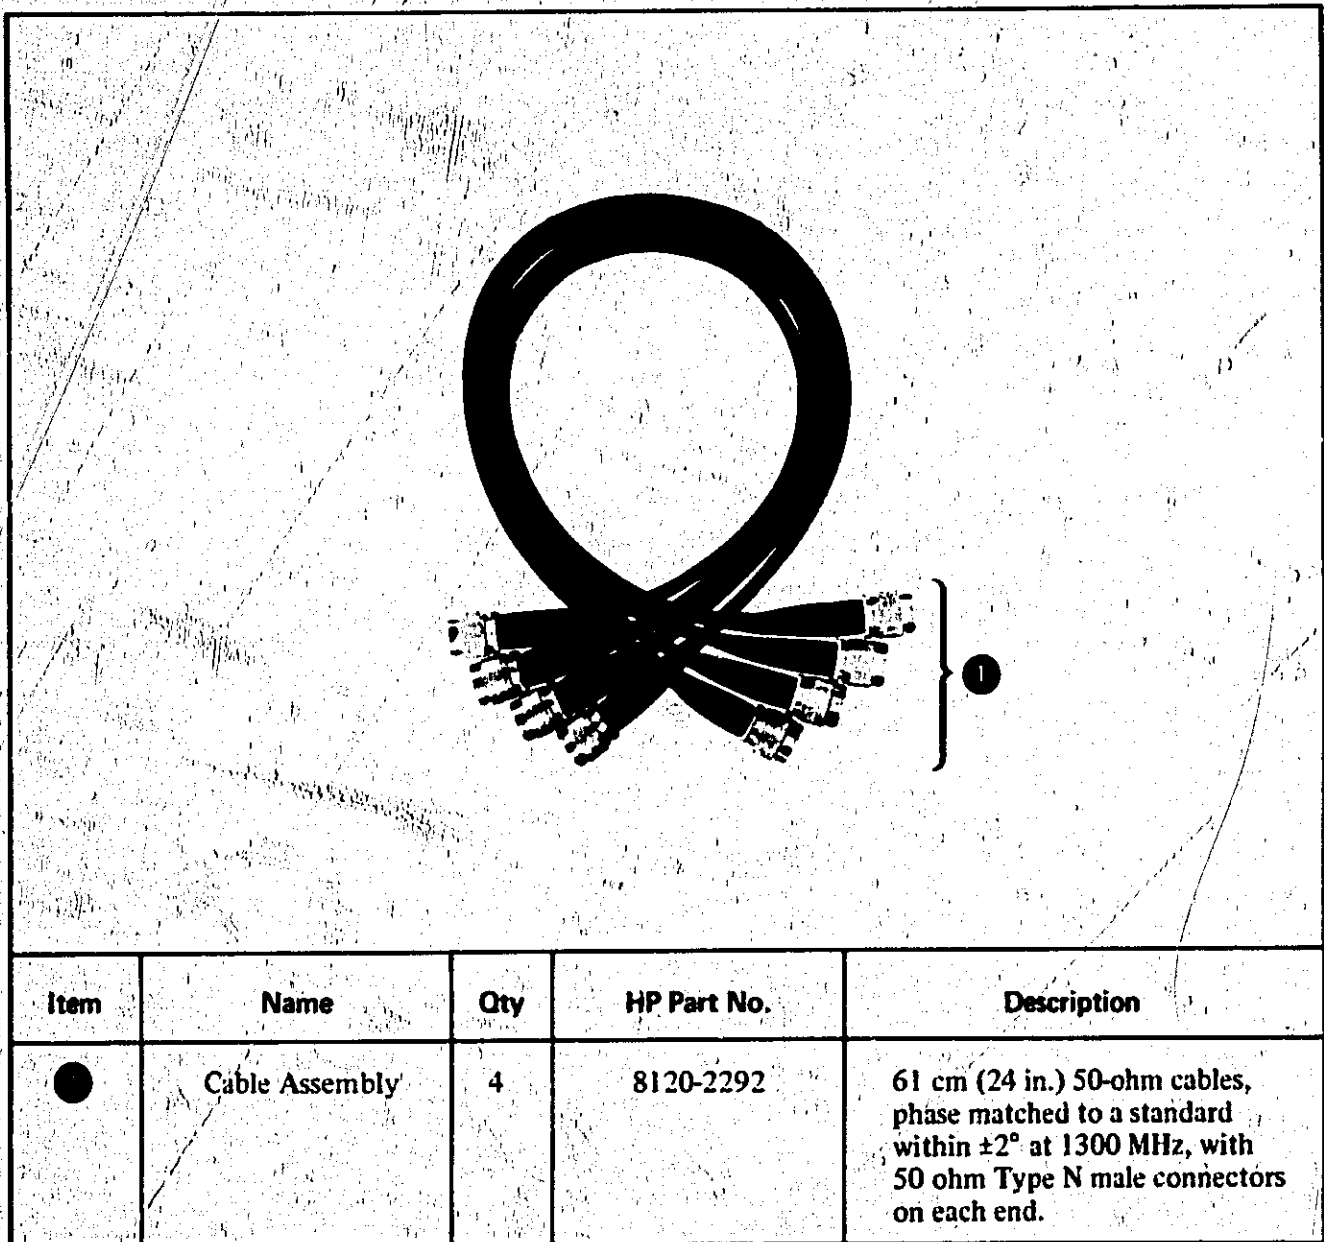 1
Item Name Qty HP Part No. Description
Cable Assembly 4 8120-2292 61 cm (24 in.) 50-ohm cables,
phase matched to a standard
within ±2° at 1300 MHz, with
50 ohm Type N male connectors
on each end.